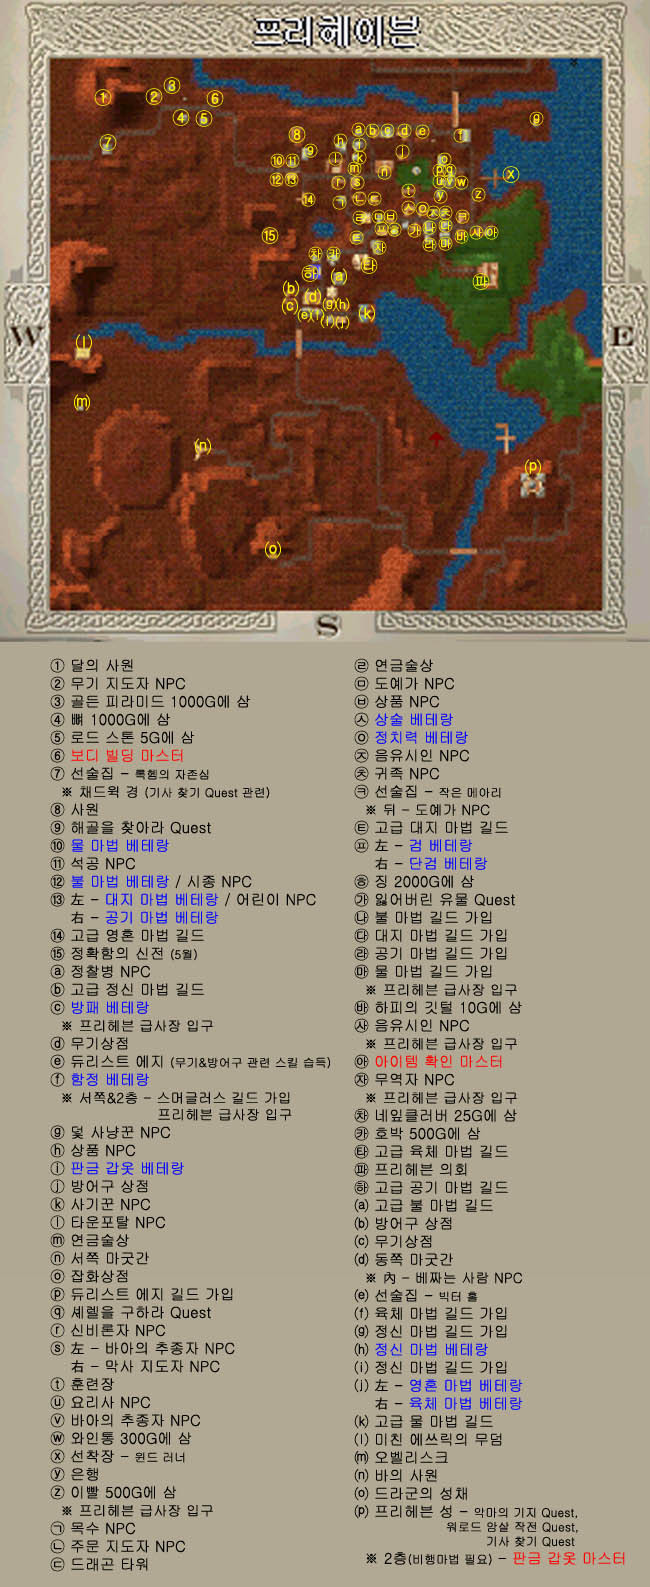 프리헤이븐
W
E
S
① 달의 사원
② 무기 지도자 NPC
③ 골든 피라미드 1000G에 삼
④ 뼈 1000G에 삼
⑤ 로드 스톤 5G에 삼
⑥ 보디 빌딩 마스터
⑦ 선술집 - 록헴의 자존심
※ 채드윅 경 (기사 찾기 Quest 관련)
⑧ 사원
⑨ 해골을 찾아라 Quest
⑩ 물 마법 베테랑
⑪ 석공 NPC
⑫ 불 마법 베테랑 / 시종 NPC
⑬ 左 - 대지 마법 베테랑 / 어린이 NPC
右 - 공기 마법 베테랑
⑭ 고급 영혼 마법 길드
⑮ 정확함의 신전 (5월)
ⓐ 정찰병 NPC
ⓑ 고급 정신 마법 길드
ⓒ 방패 베테랑
※ 프리헤븐 급사장 입구
ⓓ 무기상점
ⓔ 듀리스트 에지 (무기&방어구 관련 스킬 습득)
ⓕ 함정 베테랑
※ 서쪽&2층 - 스머글러스 길드 가입
프리헤븐 급사장 입구
ⓖ 덫 사냥꾼 NPC
ⓗ 상품 NPC
ⓘ 판금 갑옷 베테랑
ⓙ 방어구 상점
ⓚ 사기꾼 NPC
ⓛ 타운포탈 NPC
ⓜ 연금술상
ⓝ 서쪽 마굿간
ⓞ 잡화상점
ⓟ 듀리스트 에지 길드 가입
ⓠ 셰렐을 구하라 Quest
ⓡ 신비론자 NPC
ⓢ 左 - 바아의 추종자 NPC
右 - 막사 지도자 NPC
ⓣ 훈련장
ⓤ 요리사 NPC
ⓥ 바아의 추종자 NPC
ⓦ 와인통 300G에 삼
ⓧ 선착장 - 윈드 러너
ⓨ 은행
ⓩ 이빨 500G에 삼
※ 프리헤븐 급사장 입구
㉠ 목수 NPC
㉡ 주문 지도자 NPC
㉢ 드래곤 타워
㉣ 연금술상
㉤ 도예가 NPC
㉥ 상품 NPC
㉦ 상술 베테랑
㉧ 정치력 베테랑
㉨ 음유시인 NPC
㉩ 귀족 NPC
㉪ 선술집 - 작은 메아리
※ 뒤 - 도예가 NPC
㉫ 고급 대지 마법 길드
㉬ 左 - 검 베테랑
右 - 단검 베테랑
㉭ 징 2000G에 삼
㉮ 잃어버린 유물 Quest
㉯ 불 마법 길드 가입
㉰ 대지 마법 길드 가입
㉱ 공기 마법 길드 가입
㉲ 물 마법 길드 가입
※ 프리헤븐 급사장 입구
㉳ 하피의 깃털 10G에 삼
㉴ 음유시인 NPC
※ 프리헤븐 급사장 입구
㉵ 아이템 확인 마스터
㉶ 무역자 NPC
※ 프리헤븐 급사장 입구
㉷ 네잎클러버 25G에 삼
㉸ 호박 500G에 삼
㉹ 고급 육체 마법 길드
㉺ 프리헤븐 의회
㉻ 고급 공기 마법 길드
⒜ 고급 불 마법 길드
⒝ 방어구 상점
⒞ 무기상점
⒟ 동쪽 마굿간
※ 內 - 베짜는 사람 NPC
⒠ 선술집 - 빅터 홀
⒡ 육체 마법 길드 가입
⒢ 정신 마법 길드 가입
⒣ 정신 마법 베테랑
⒤ 정신 마법 길드 가입
⒥ 左 - 영혼 마법 베테랑
右 - 육체 마법 베테랑
⒦ 고급 물 마법 길드
⒧ 미친 에쓰릭의 무덤
⒨ 오벨리스크
⒩ 바의 사원
⒪ 드라군의 성채
⒫ 프리헤븐 성 - 악마의 기지 Quest,
워로드 암살 작전 Quest,
기사 찾기 Quest
※ 2층(비행마법 필요) - 판금 갑옷 마스터